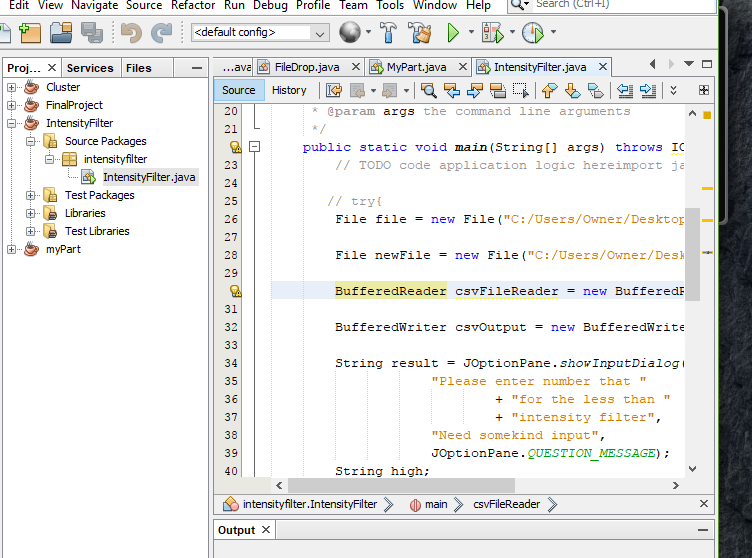 Edit View Navigate Source Refactor Run Debug Profile Team Tools Window Help Search (Ctrl+I)
<default config>
Proj... Services Files
Cluster
FinalProject
IntensityFilter
Source Packages
intensityfilter
IntensityFilter.java
Test Packages
Libraries
Test Libraries
myPart
...ava FileDrop.java MyPart.java IntensityFilter.java
Source History
20 * @param args the command line arguments
21 */
public static void main(String[] args) throws IO
23 // TODO code application logic hereimport ja
24
25 // try{
26 File file = new File("C:/Users/Owner/Desktop
27
28 File newFile = new File("C:/Users/Owner/Desk
29
BufferedReader csvFileReader = new BufferedR
31
32 BufferedWriter csvOutput = new BufferedWrite
33
34 String result = JOptionPane.showInputDialog(
35 "Please enter number that "
36 + "for the less than "
37 + "intensity filter",
38 "Need somekind input",
39 JOptionPane.QUESTION_MESSAGE);
40 String high;
intensityfilter.IntensityFilter main csvFileReader
Output